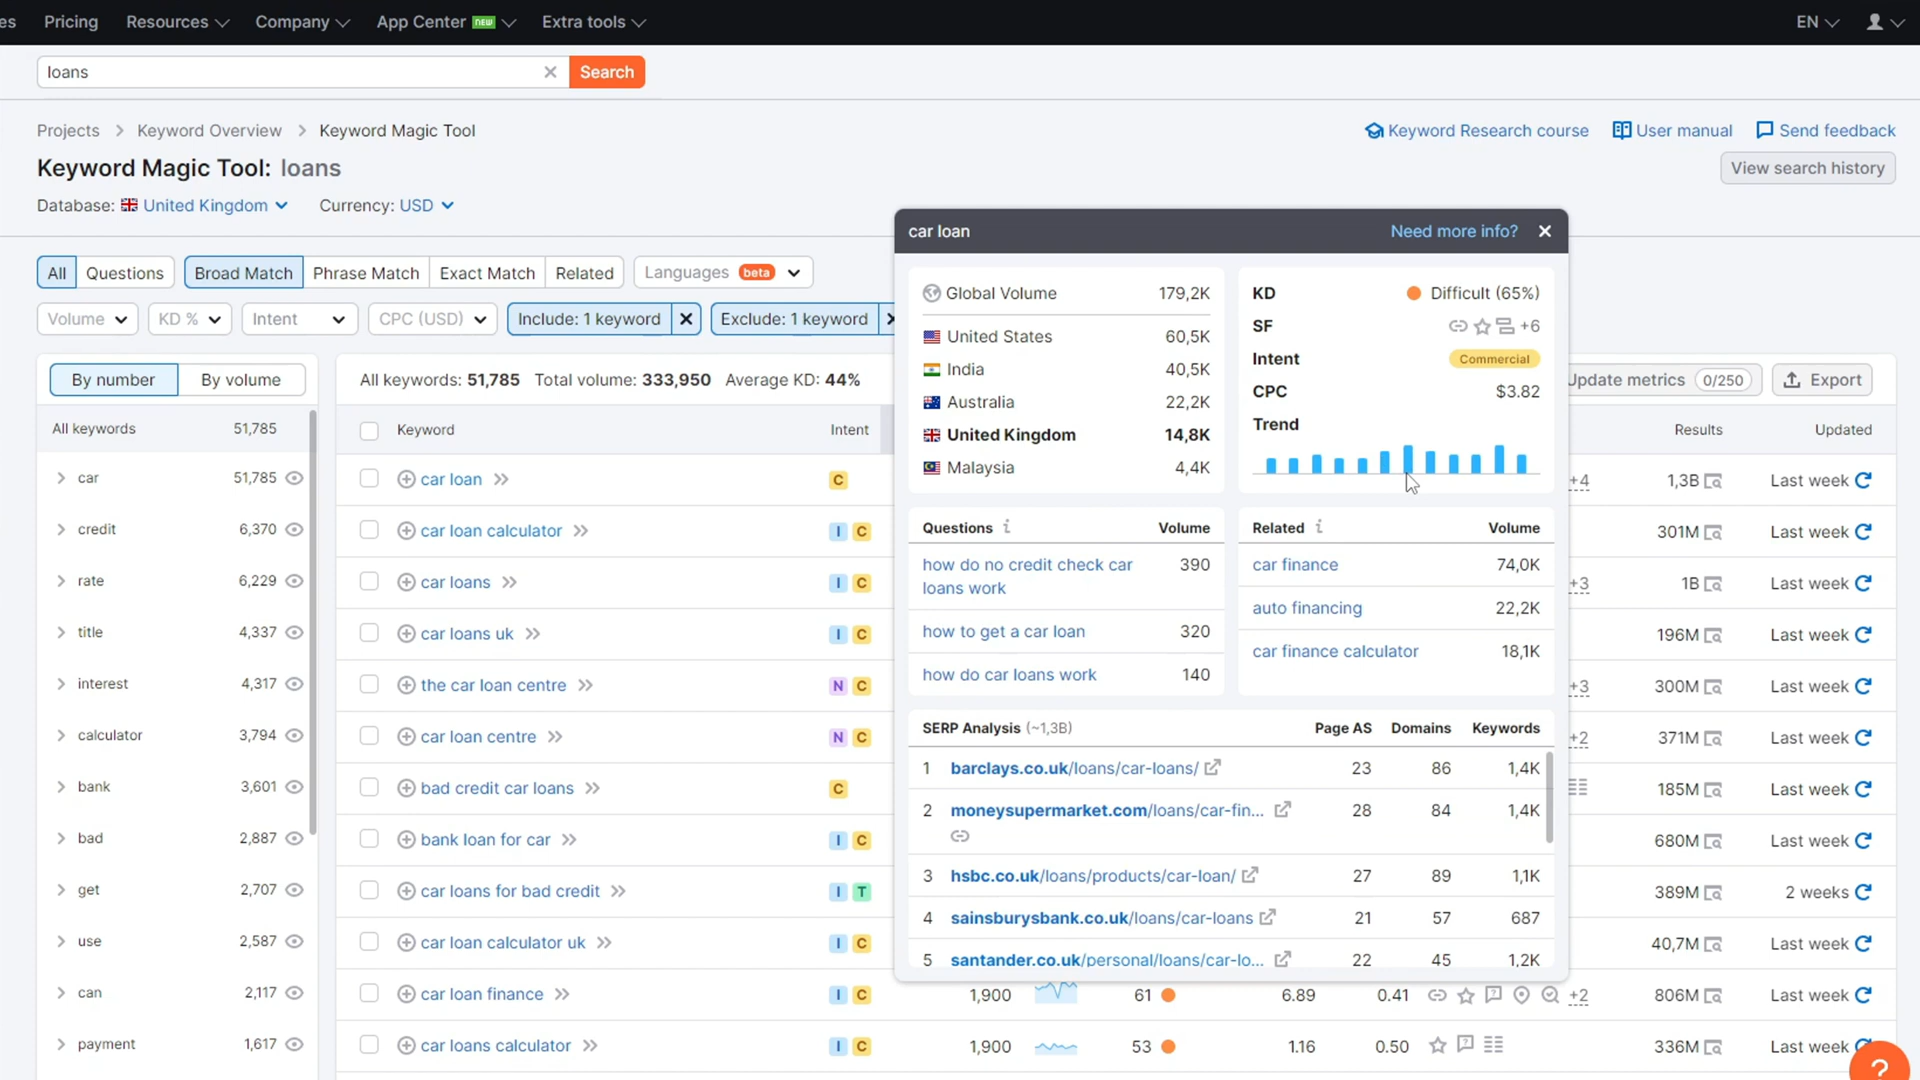 es Pricing Resources Company App Center NEW Extra tools EN
loans Search
Projects Keyword Overview Keyword Magic Tool
Keyword Research course User manual Send feedback
Keyword Magic Tool: loans
View search history
Database: United Kingdom Currency: USD
All Questions Broad Match Phrase Match Exact Match Related Languages beta
Volume KD % Intent CPC (USD) Include: 1 keyword Exclude: 1 keyword
By number By volume
All keywords 51,785
car 51,785
credit 6,370
rate 6,229
title 4,337
interest 4,317
calculator 3,794
bank 3,601
bad 2,887
get 2,707
use 2,587
can 2,117
payment 1,617
All keywords: 51,785 Total volume: 333,950 Average KD: 44%
Update metrics 0/250 Export
Keyword Intent Results Updated
car loan C +4 1,3B Last week
car loan calculator I C 301M Last week
car loans I C +3 1B Last week
car loans uk I C 196M Last week
the car loan centre N C +3 300M Last week
car loan centre N C +2 371M Last week
bad credit car loans C 185M Last week
bank loan for car I C 680M Last week
car loans for bad credit I T 389M 2 weeks
car loan calculator uk I C 40,7M Last week
car loan finance I C 1,900 61 6.89 0.41 +2 806M Last week
car loans calculator I C 1,900 53 1.16 0.50 336M Last week
car loan Need more info?
Global Volume 179,2K
United States 60,5K
India 40,5K
Australia 22,2K
United Kingdom 14,8K
Malaysia 4,4K
KD Difficult (65%)
SF +6
Intent Commercial
CPC $3.82
Trend
Questions i Volume
how do no credit check car
loans work 390
how to get a car loan 320
how do car loans work 140
Related i Volume
car finance 74,0K
auto financing 22,2K
car finance calculator 18,1K
SERP Analysis (~1,3B) Page AS Domains Keywords
1 barclays.co.uk/loans/car-loans/ 23 86 1,4K
2 moneysupermarket.com/loans/car-fin... 28 84 1,4K
3 hsbc.co.uk/loans/products/car-loan/ 27 89 1,1K
4 sainsburysbank.co.uk/loans/car-loans 21 57 687
5 santander.co.uk/personal/loans/car-lo... 22 45 1,2K
?